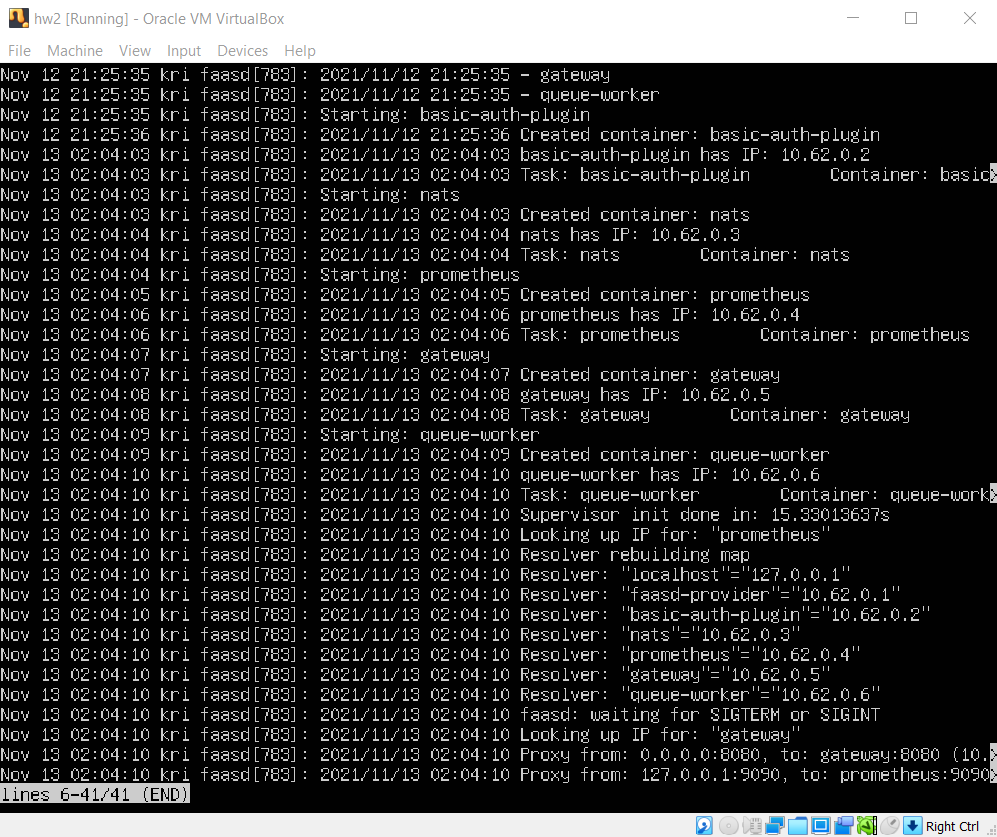 hw2 [Running] - Oracle VM VirtualBox
File Machine View Input Devices Help
Nov 12 21:25:35 kri faasd[783]: 2021/11/12 21:25:35 - gateway
Nov 12 21:25:35 kri faasd[783]: 2021/11/12 21:25:35 - queue-worker
Nov 12 21:25:35 kri faasd[783]: Starting: basic-auth-plugin
Nov 12 21:25:36 kri faasd[783]: 2021/11/12 21:25:36 Created container: basic-auth-plugin
Nov 13 02:04:03 kri faasd[783]: 2021/11/13 02:04:03 basic-auth-plugin has IP: 10.62.0.2
Nov 13 02:04:03 kri faasd[783]: 2021/11/13 02:04:03 Task: basic-auth-plugin        Container: basic>
Nov 13 02:04:03 kri faasd[783]: Starting: nats
Nov 13 02:04:03 kri faasd[783]: 2021/11/13 02:04:03 Created container: nats
Nov 13 02:04:04 kri faasd[783]: 2021/11/13 02:04:04 nats has IP: 10.62.0.3
Nov 13 02:04:04 kri faasd[783]: 2021/11/13 02:04:04 Task: nats        Container: nats
Nov 13 02:04:04 kri faasd[783]: Starting: prometheus
Nov 13 02:04:05 kri faasd[783]: 2021/11/13 02:04:05 Created container: prometheus
Nov 13 02:04:06 kri faasd[783]: 2021/11/13 02:04:06 prometheus has IP: 10.62.0.4
Nov 13 02:04:06 kri faasd[783]: 2021/11/13 02:04:06 Task: prometheus        Container: prometheus
Nov 13 02:04:07 kri faasd[783]: Starting: gateway
Nov 13 02:04:07 kri faasd[783]: 2021/11/13 02:04:07 Created container: gateway
Nov 13 02:04:08 kri faasd[783]: 2021/11/13 02:04:08 gateway has IP: 10.62.0.5
Nov 13 02:04:08 kri faasd[783]: 2021/11/13 02:04:08 Task: gateway        Container: gateway
Nov 13 02:04:09 kri faasd[783]: Starting: queue-worker
Nov 13 02:04:09 kri faasd[783]: 2021/11/13 02:04:09 Created container: queue-worker
Nov 13 02:04:10 kri faasd[783]: 2021/11/13 02:04:10 queue-worker has IP: 10.62.0.6
Nov 13 02:04:10 kri faasd[783]: 2021/11/13 02:04:10 Task: queue-worker        Container: queue-work>
Nov 13 02:04:10 kri faasd[783]: 2021/11/13 02:04:10 Supervisor init done in: 15.33013637s
Nov 13 02:04:10 kri faasd[783]: 2021/11/13 02:04:10 Looking up IP for: "prometheus"
Nov 13 02:04:10 kri faasd[783]: 2021/11/13 02:04:10 Resolver rebuilding map
Nov 13 02:04:10 kri faasd[783]: 2021/11/13 02:04:10 Resolver: "localhost"="127.0.0.1"
Nov 13 02:04:10 kri faasd[783]: 2021/11/13 02:04:10 Resolver: "faasd-provider"="10.62.0.1"
Nov 13 02:04:10 kri faasd[783]: 2021/11/13 02:04:10 Resolver: "basic-auth-plugin"="10.62.0.2"
Nov 13 02:04:10 kri faasd[783]: 2021/11/13 02:04:10 Resolver: "nats"="10.62.0.3"
Nov 13 02:04:10 kri faasd[783]: 2021/11/13 02:04:10 Resolver: "prometheus"="10.62.0.4"
Nov 13 02:04:10 kri faasd[783]: 2021/11/13 02:04:10 Resolver: "gateway"="10.62.0.5"
Nov 13 02:04:10 kri faasd[783]: 2021/11/13 02:04:10 Resolver: "queue-worker"="10.62.0.6"
Nov 13 02:04:10 kri faasd[783]: 2021/11/13 02:04:10 faasd: waiting for SIGTERM or SIGINT
Nov 13 02:04:10 kri faasd[783]: 2021/11/13 02:04:10 Looking up IP for: "gateway"
Nov 13 02:04:10 kri faasd[783]: 2021/11/13 02:04:10 Proxy from: 0.0.0.0:8080, to: gateway:8080 (10.>
Nov 13 02:04:10 kri faasd[783]: 2021/11/13 02:04:10 Proxy from: 127.0.0.1:9090, to: prometheus:9090>
lines 6-41/41 (END)
Right Ctrl